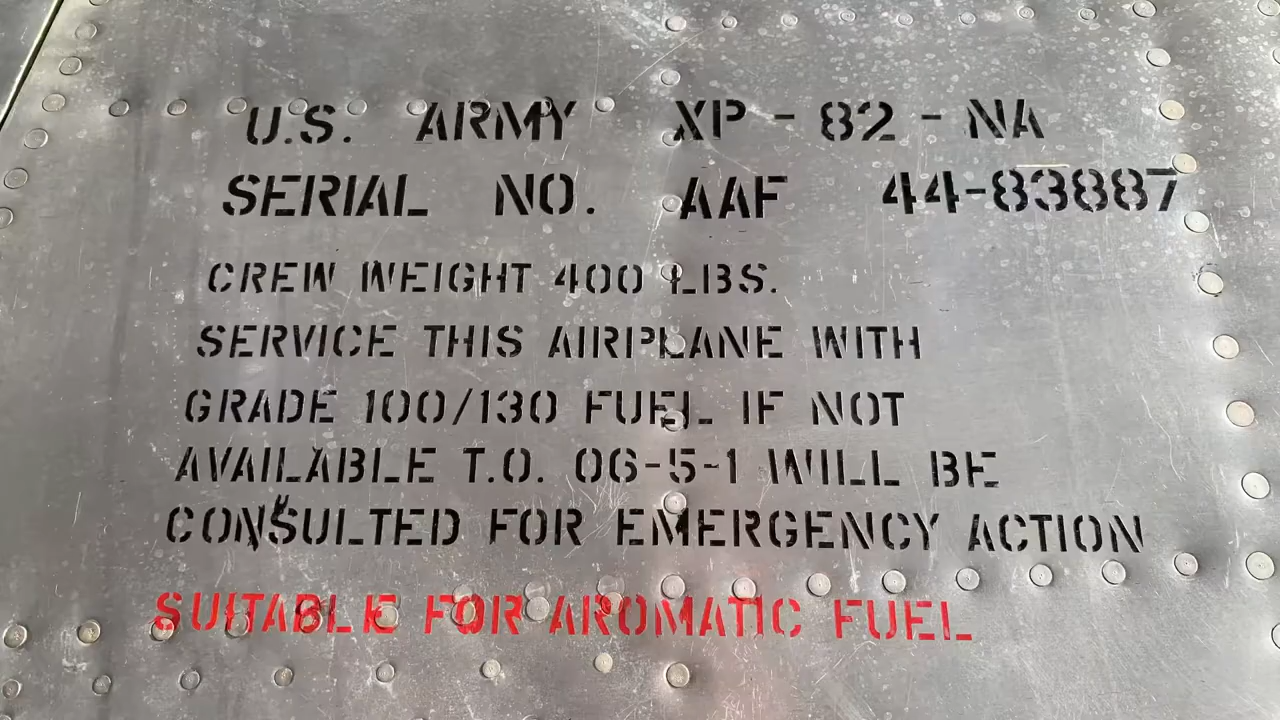 U.S. ARMY XP - 82 - NA
SERIAL NO. AAF 44-83887
CREW WEIGHT 400 LBS.
SERVICE THIS AIRPLANE WITH
GRADE 100/130 FUEL IF NOT
AVAILABLE T.O. 06-5-1 WILL BE
CONSULTED FOR EMERGENCY ACTION
SUITABLE FOR AROMATIC FUEL